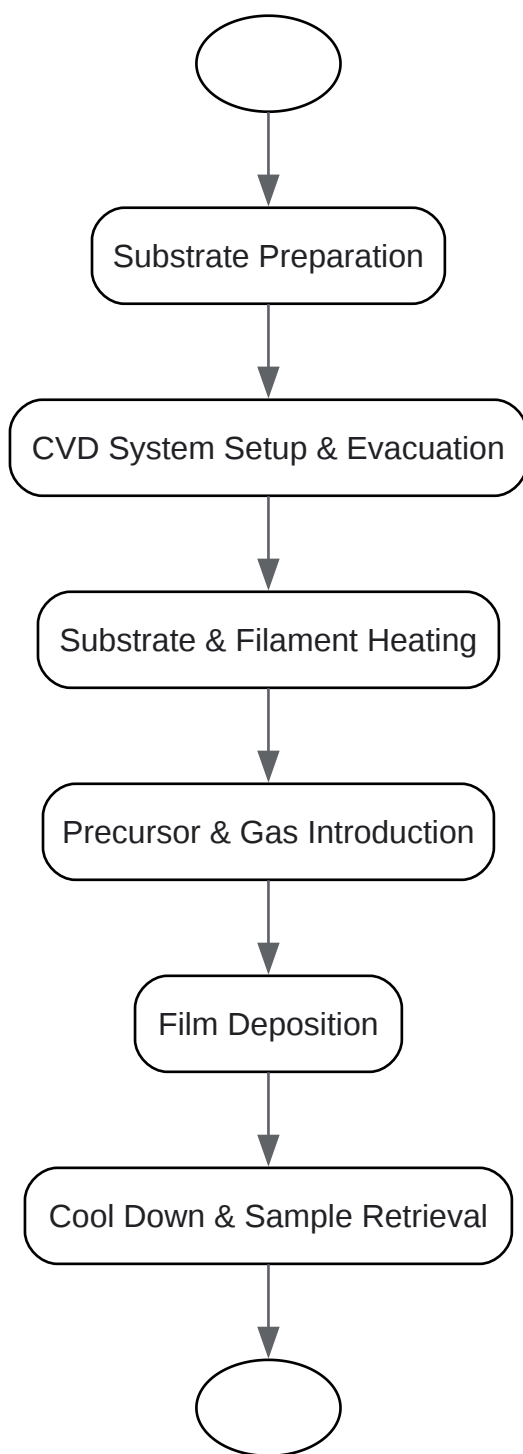 Substrate Preparation
CVD System Setup & Evacuation
Substrate & Filament Heating
Precursor & Gas Introduction
Film Deposition
Cool Down & Sample Retrieval